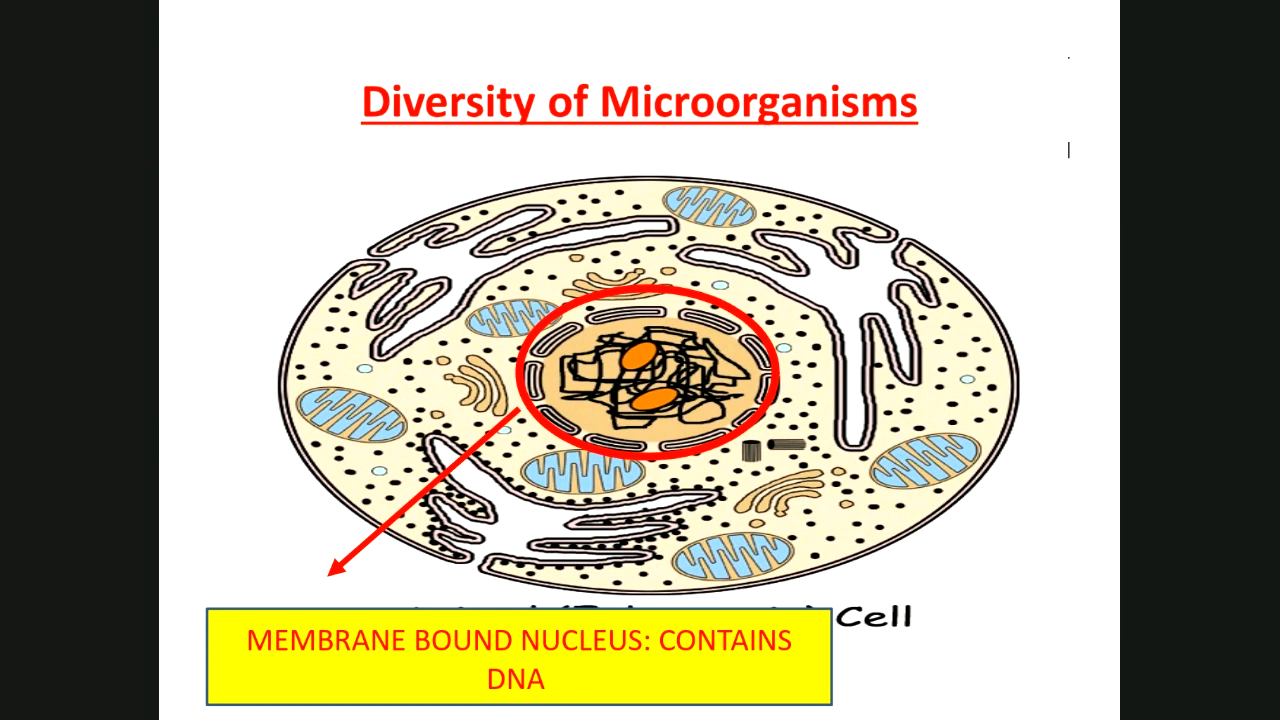 Diversity of Microorganisms
Cell
MEMBRANE BOUND NUCLEUS: CONTAINS
DNA